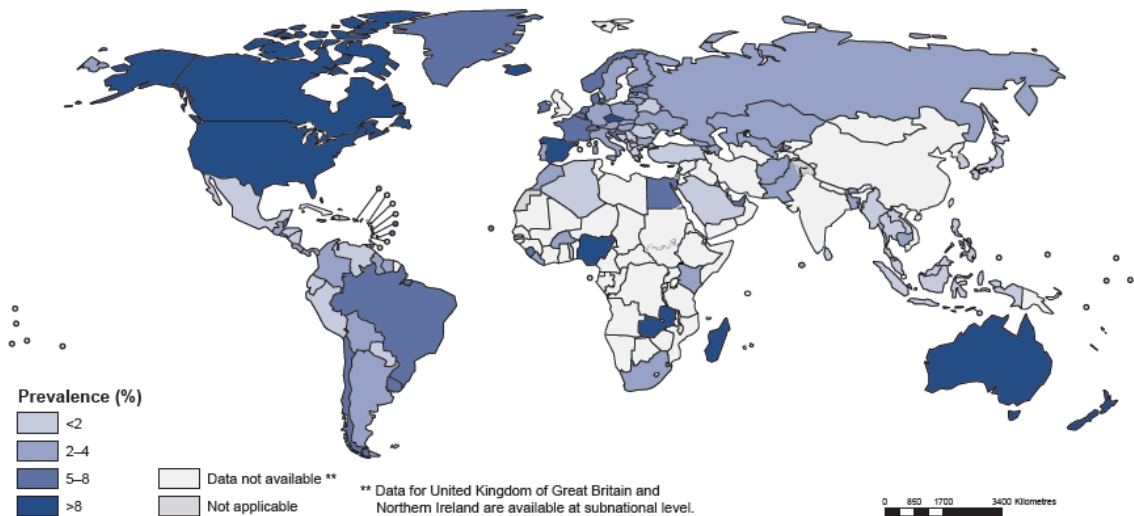 Prevalence (%)
<2
2–4
5–8
>8
Data not available **
Not applicable
** Data for United Kingdom of Great Britain and
Northern Ireland are available at subnational level.
0 850 1700 3400 Kilometres